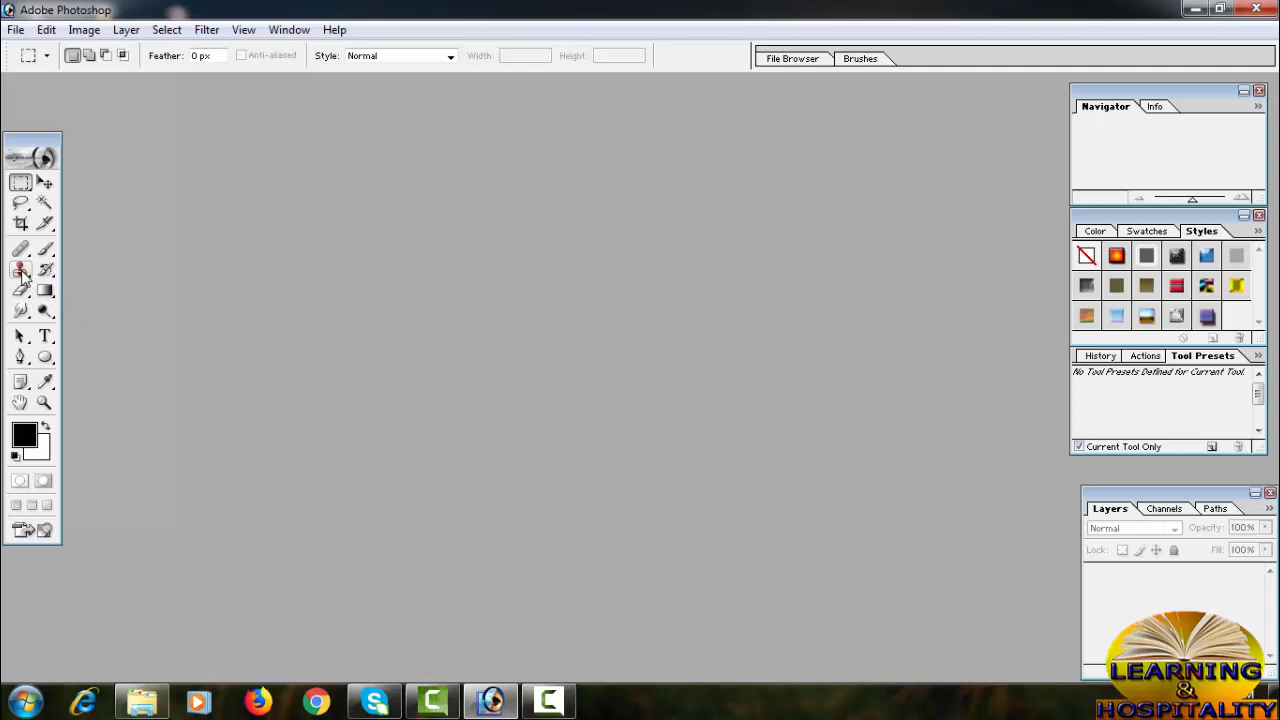 Adobe Photoshop
File Edit Image Layer Select Filter View Window Help
Feather: 0 px Anti-aliased Style: Normal Width: Height: File Browser Brushes
Navigator Info
Color Swatches Styles
History Actions Tool Presets
No Tool Presets Defined for Current Tool.
Current Tool Only
Layers Channels Paths
Normal Opacity: 100%
Lock: Fill: 100%
LEARNING
&
HOSPITALITY